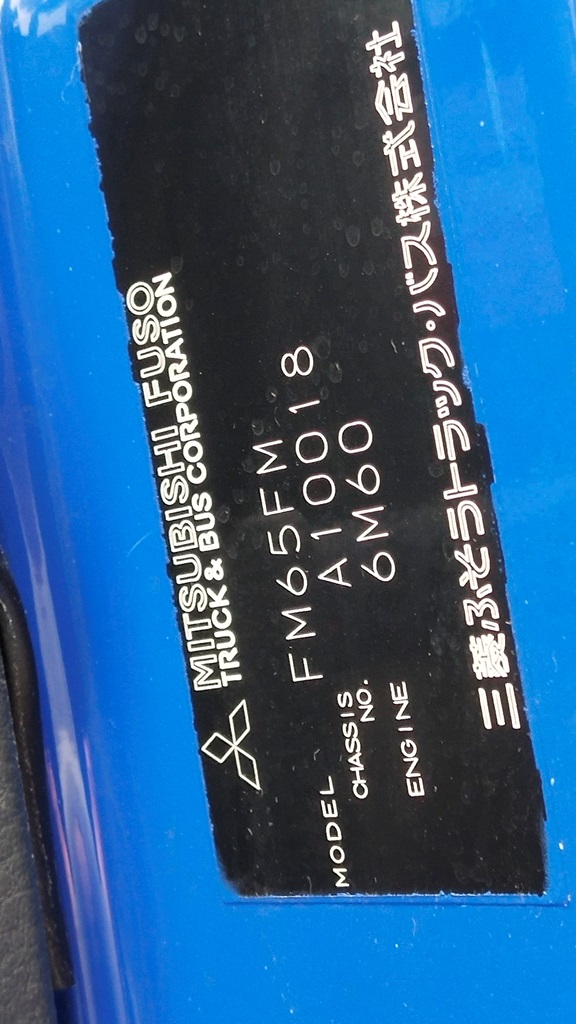 MITSUBISHI FUSO
TRUCK & BUS CORPORATION
MODEL FM65FM
CHASSIS NO. A10018
ENGINE 6M60
三菱ふそうトラック・バス株式会社